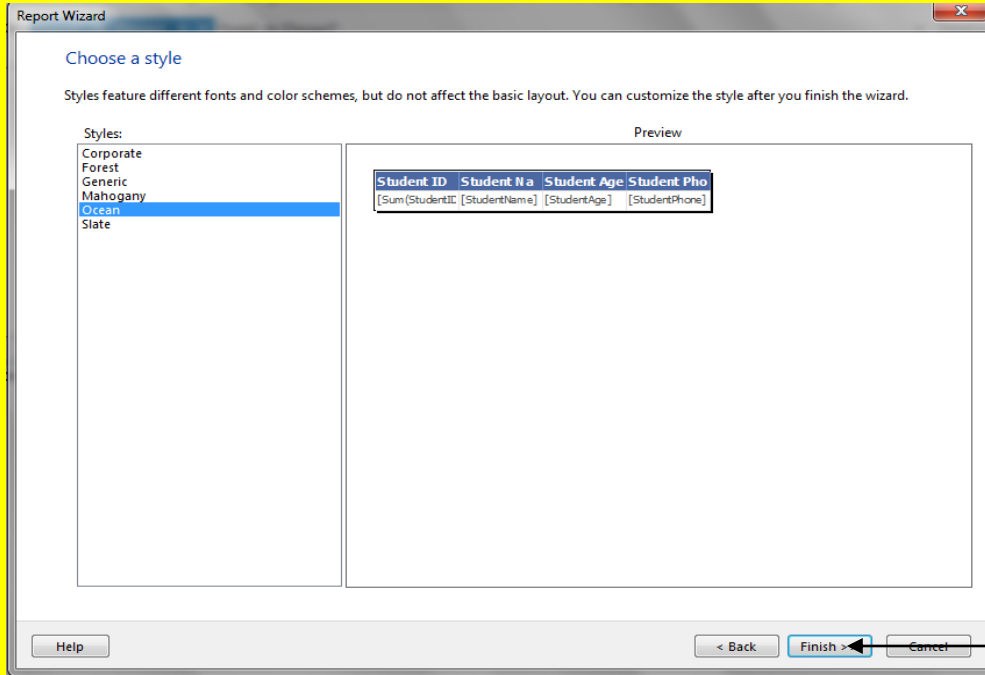 Report Wizard
Choose a style
Styles feature different fonts and color schemes, but do not affect the basic layout. You can customize the style after you finish the wizard.
Styles:
Preview
Corporate
Forest
Generic
Mahogany
Ocean
Slate
Student ID Student Na Student Age Student Pho
[Sum(StudentID [StudentName] [StudentAge] [StudentPhone]
Help
< Back
Finish >
Cancel